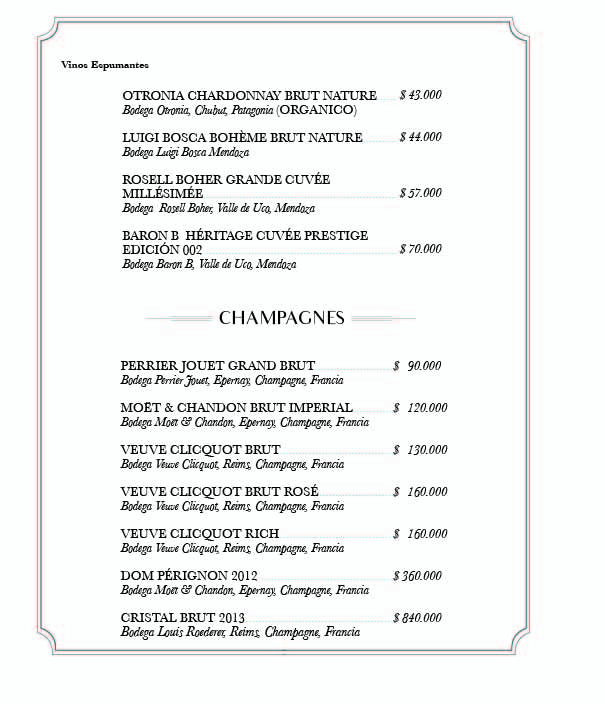 Vinos Espumantes
OTRONIA CHARDONNAY BRUT NATURE $ 43.000
Bodega Otronia, Chubut, Patagonia (ORGANICO)
LUIGI BOSCA BOHÈME BRUT NATURE $ 44.000
Bodega Luigi Bosca Mendoza
ROSELL BOHER GRANDE CUVÉE
MILLÉSIMÉE $ 57.000
Bodega Rosell Boher, Valle de Uco, Mendoza
BARON B HÉRITAGE CUVÉE PRESTIGE
EDICIÓN 002 $ 70.000
Bodega Baron B, Valle de Uco, Mendoza
CHAMPAGNES
PERRIER JOUET GRAND BRUT $ 90.000
Bodega Perrier Jouet, Epernay, Champagne, Francia
MOËT & CHANDON BRUT IMPERIAL $ 120.000
Bodega Moët & Chandon, Epernay, Champagne, Francia
VEUVE CLICQUOT BRUT $ 130.000
Bodega Veuve Clicquot, Reims, Champagne, Francia
VEUVE CLICQUOT BRUT ROSÉ $ 160.000
Bodega Veuve Clicquot, Reims, Champagne, Francia
VEUVE CLICQUOT RICH $ 160.000
Bodega Veuve Clicquot, Reims, Champagne, Francia
DOM PÉRIGNON 2012 $ 360.000
Bodega Moët & Chandon, Epernay, Champagne, Francia
CRISTAL BRUT 2013 $ 840.000
Bodega Louis Roederer, Reims, Champagne, Francia